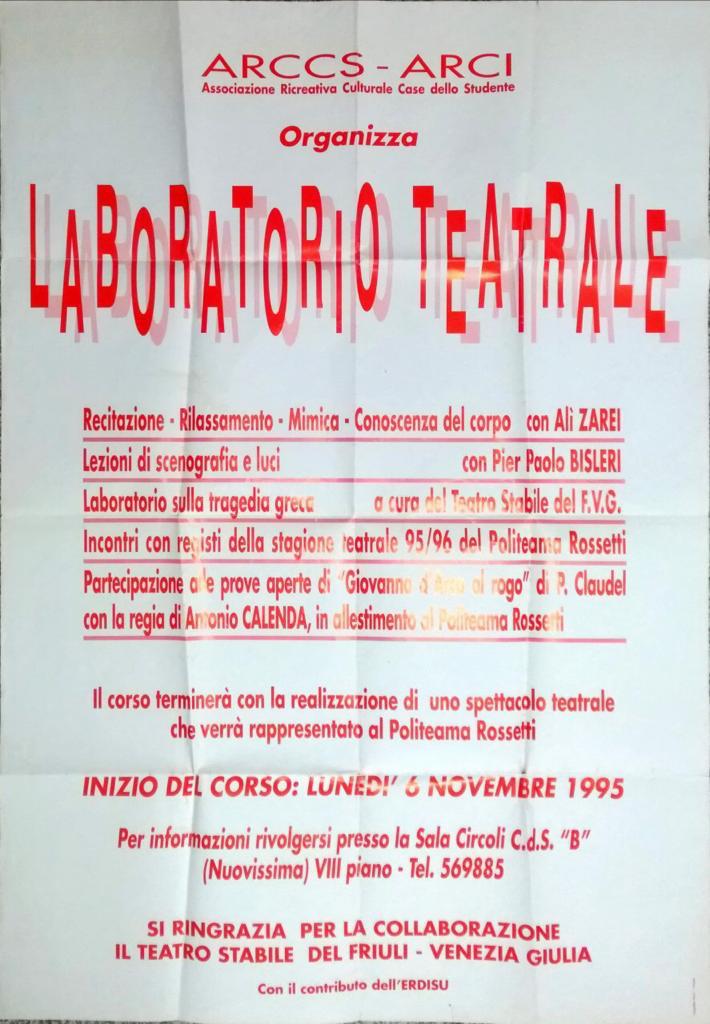 ARCCS - ARCI
Associazione Ricreativa Culturale Case dello Studente
Organizza
LABORATORIO TEATRALE
Recitazione - Rilassamento - Mimica - Conoscenza del corpo con Alì ZAREI
Lezioni di scenografia e luci con Pier Paolo BISLERI
Laboratorio sulla tragedia greca a cura del Teatro Stabile del F.V.G.
Incontri con registi della stagione teatrale 95/96 del Politeama Rossetti
Partecipazione alle prove aperte di "Giovanna d'Arco al rogo" di P. Claudel
con la regia di Antonio CALENDA, in allestimento al Politeama Rossetti
Il corso terminerà con la realizzazione di uno spettacolo teatrale
che verrà rappresentato al Politeama Rossetti
INIZIO DEL CORSO: LUNEDI' 6 NOVEMBRE 1995
Per informazioni rivolgersi presso la Sala Circoli C.d.S. "B"
(Nuovissima) VIII piano - Tel. 569885
SI RINGRAZIA PER LA COLLABORAZIONE
IL TEATRO STABILE DEL FRIULI - VENEZIA GIULIA
Con il contributo dell'ERDISU